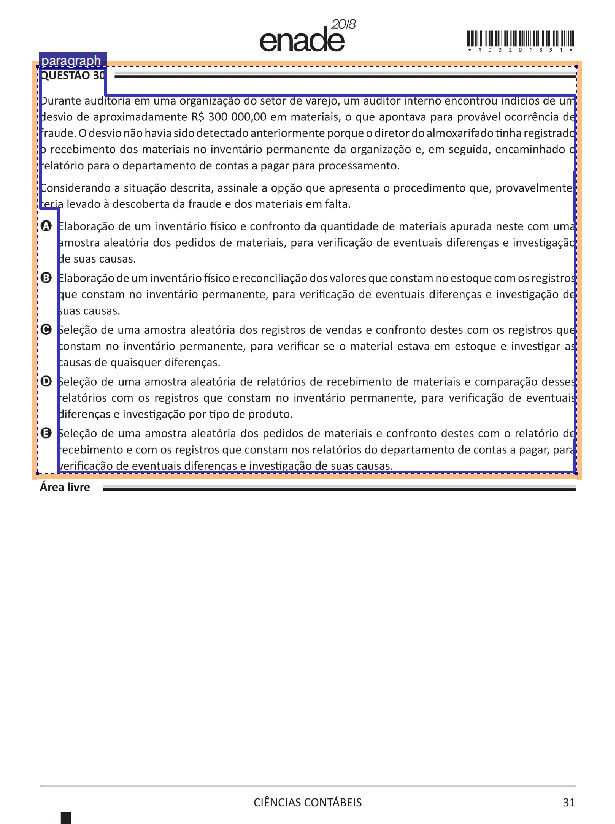 enade 2018
*R0520183 1*
paragraph
QUESTÃO 30
Durante auditoria em uma organização do setor de varejo, um auditor interno encontrou indícios de um
desvio de aproximadamente R$ 300 000,00 em materiais, o que apontava para provável ocorrência de
fraude. O desvio não havia sido detectado anteriormente porque o diretor do almoxarifado tinha registrado
o recebimento dos materiais no inventário permanente da organização e, em seguida, encaminhado o
relatório para o departamento de contas a pagar para processamento.
Considerando a situação descrita, assinale a opção que apresenta o procedimento que, provavelmente,
teria levado à descoberta da fraude e dos materiais em falta.
A Elaboração de um inventário físico e confronto da quantidade de materiais apurada neste com uma
amostra aleatória dos pedidos de materiais, para verificação de eventuais diferenças e investigação
de suas causas.
B Elaboração de um inventário físico e reconciliação dos valores que constam no estoque com os registros
que constam no inventário permanente, para verificação de eventuais diferenças e investigação de
suas causas.
C Seleção de uma amostra aleatória dos registros de vendas e confronto destes com os registros que
constam no inventário permanente, para verificar se o material estava em estoque e investigar as
causas de quaisquer diferenças.
D Seleção de uma amostra aleatória de relatórios de recebimento de materiais e comparação desses
relatórios com os registros que constam no inventário permanente, para verificação de eventuais
diferenças e investigação por tipo de produto.
E Seleção de uma amostra aleatória dos pedidos de materiais e confronto destes com o relatório de
recebimento e com os registros que constam nos relatórios do departamento de contas a pagar, para
verificação de eventuais diferenças e investigação de suas causas.
Área livre
CIÊNCIAS CONTÁBEIS
31